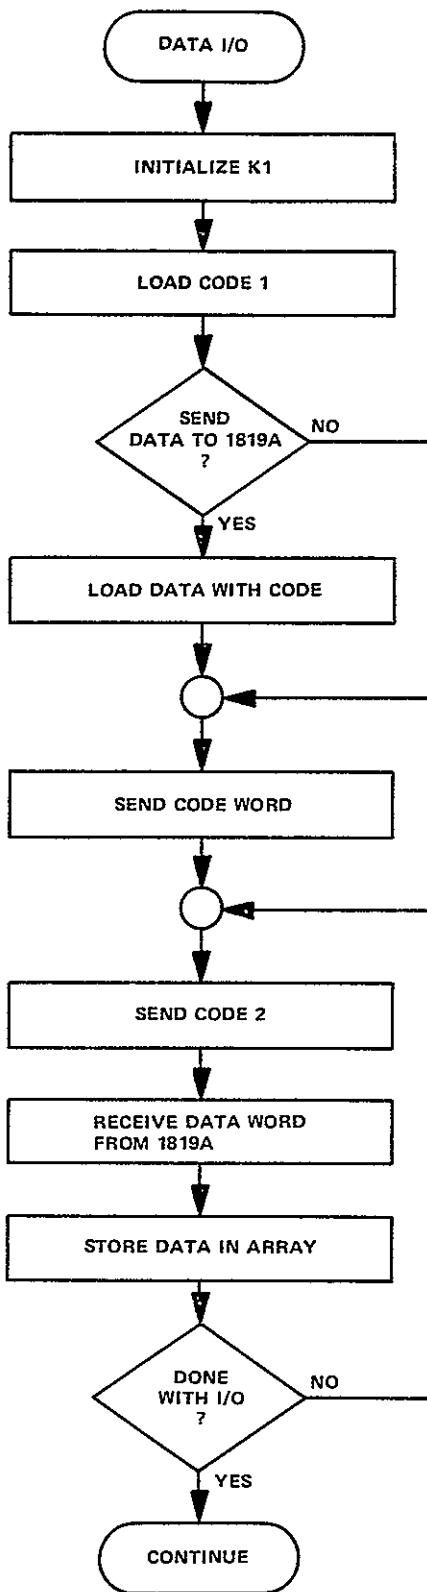 DATA I/O
INITIALIZE K1
LOAD CODE 1
SEND
DATA TO 1819A
?
NO
YES
LOAD DATA WITH CODE
SEND CODE WORD
SEND CODE 2
RECEIVE DATA WORD
FROM 1819A
STORE DATA IN ARRAY
DONE
WITH I/O
?
NO
YES
CONTINUE